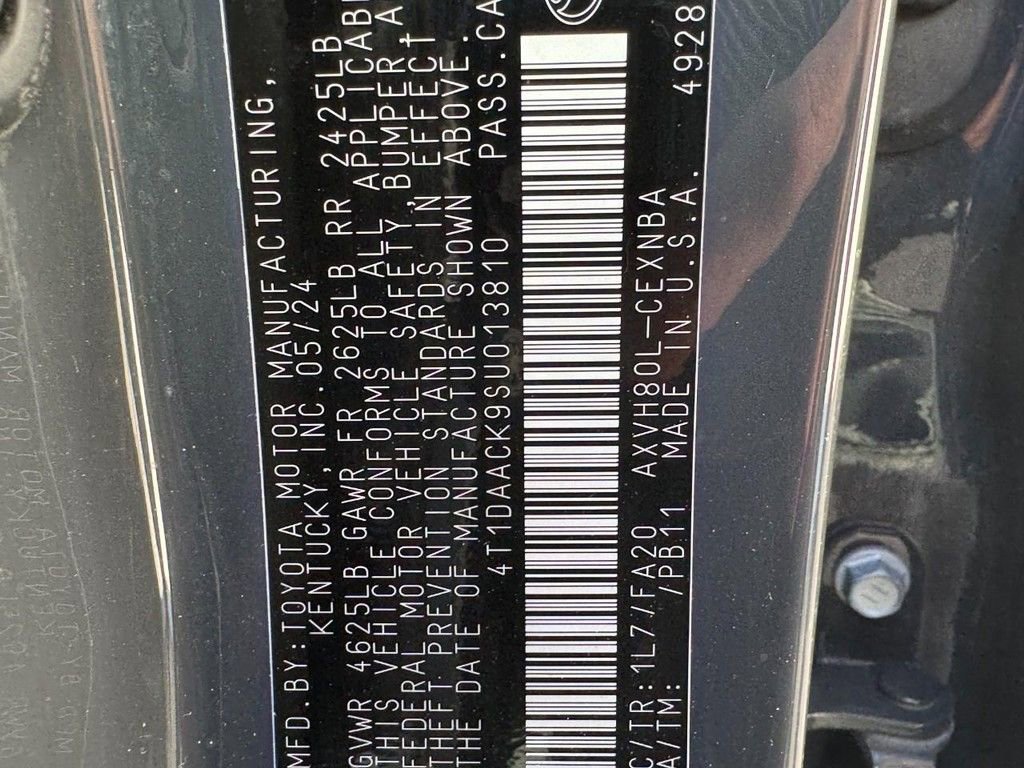 MFD.BY:TOYOTA MOTOR MANUFACTURING,
KENTUCKY, INC.05/24
GVWR 4625LB GAWR FR 2625LB RR 2425LB
THIS VEHICLE CONFORMS TO ALL APPLICABL
FEDERAL MOTOR VEHICLE SAFETY,BUMPER,A
THEFT PREVENTION STANDARDS IN EFFECT
THE DATE OF MANUFACTURE SHOWN ABOVE.
4T1DAACK9SU013810 PASS.CA
C/TR:1L7/FA20 AXVH80L-CEXNBA
A/TM: /PB11 MADE IN U.S.A. 4928